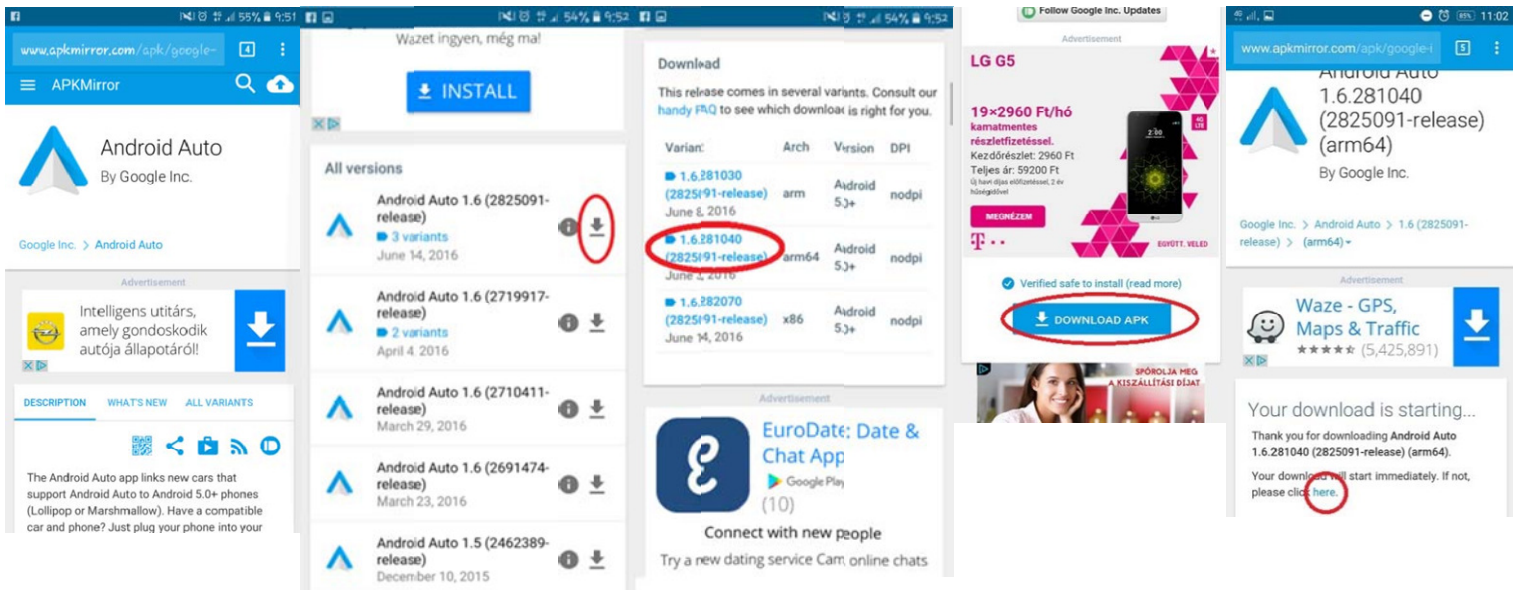 55% 9:51
www.apkmirror.com/apk/google-
4
APKMirror
Android Auto
By Google Inc.
Google Inc. > Android Auto
Advertisement
Intelligens utitárs,
amely gondoskodik
autója állapotáról!
DESCRIPTION WHAT'S NEW ALL VARIANTS
The Android Auto app links new cars that
support Android Auto to Android 5.0+ phones
(Lollipop or Marshmallow). Have a compatible
car and phone? Just plug your phone into your
54% 9:52
Wazet ingyen, még ma!
INSTALL
All versions
Android Auto 1.6 (2825091-
release)
3 variants
June 14, 2016
Android Auto 1.6 (2719917-
release)
2 variants
April 4, 2016
Android Auto 1.6 (2710411-
release)
March 29, 2016
Android Auto 1.6 (2691474-
release)
March 23, 2016
Android Auto 1.5 (2462389-
release)
December 10, 2015
54% 9:52
Download
This release comes in several variants. Consult our
handy FAQ to see which download is right for you.
Variant Arch Version DPI
1.6.281030
(2825091-release) arm Android 5.0+ nodpi
June 8, 2016
1.6.281040
(2825091-release) arm64 Android 5.0+ nodpi
1.6.282070
(2825091-release) x86 Android 5.0+ nodpi
June 14, 2016
Advertisement
EuroDate: Date &
Chat App
Google Play
(10)
Connect with new people
Try a new dating service Cam, online chats
Follow Google Inc. Updates
Advertisement
LG G5
19×2960 Ft/hó
kamatmentes
részletfizetéssel.
Kezdőrészlet: 2960 Ft
Teljes ár: 59200 Ft
Új havi díjas előfizetéssel, 2 év
hűségidővel
MEGNÉZEM
4G
LTE
2:00
LG
T
EGYÜTT. VELED
Verified safe to install (read more)
DOWNLOAD APK
SPÓROLJA MEG
A KISZÁLLÍTÁSI DÍJAT
85% 11:02
www.apkmirror.com/apk/google-i
5
Android Auto
1.6.281040
(2825091-release)
(arm64)
By Google Inc.
Google Inc. > Android Auto > 1.6 (2825091-
release) > (arm64)
Advertisement
Waze - GPS,
Maps & Traffic
(5,425,891)
Your download is starting...
Thank you for downloading Android Auto
1.6.281040 (2825091-release) (arm64).
Your download will start immediately. If not,
please click here.